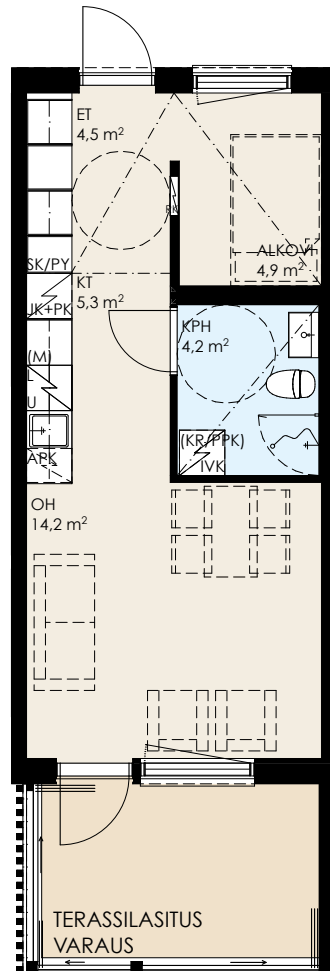 ET
4,5 m²
RK
ALKOVI
4,9 m²
SK/PY
KT
5,3 m²
JK+PK
KPH
4,2 m²
(M)
L
U
(KR/PPK)
IVK
APK
OH
14,2 m²
TERASSILASITUS
VARAUS